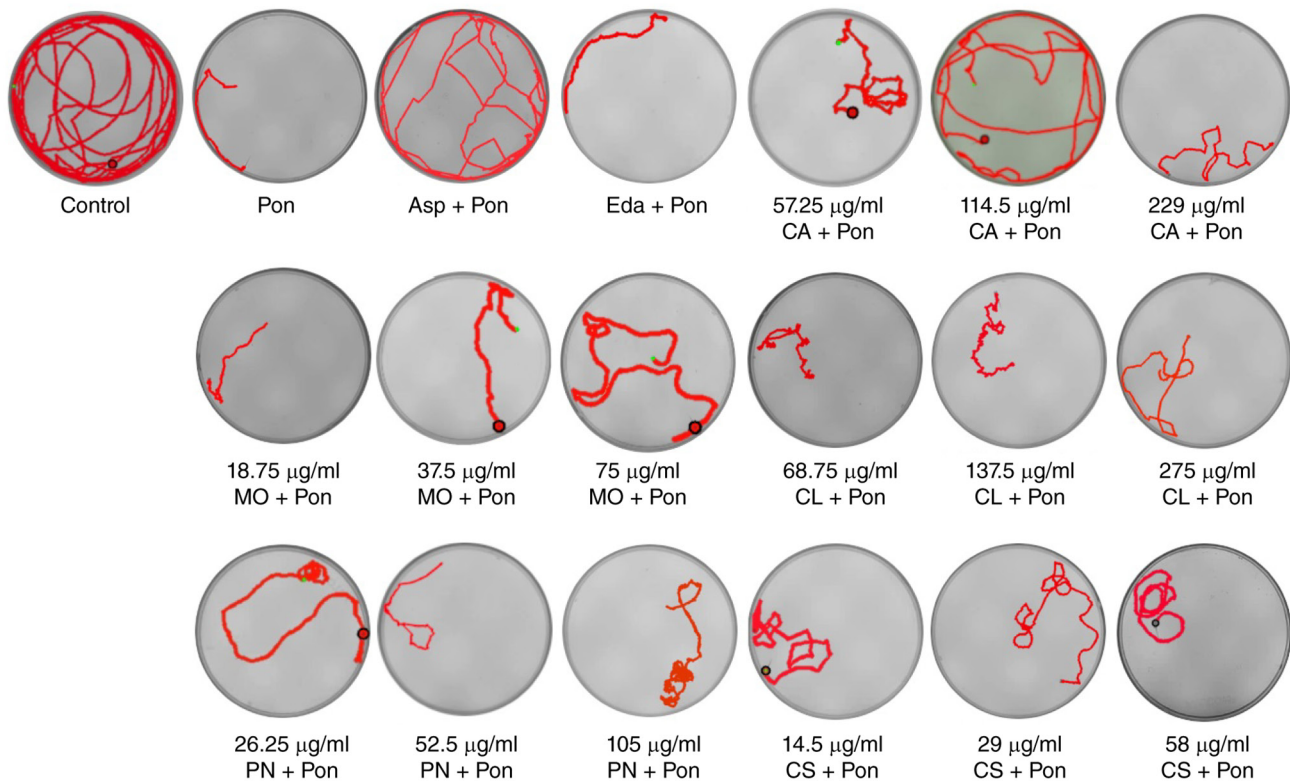 Control
Pon
Asp + Pon
Eda + Pon
57.25 μg/ml
CA + Pon
114.5 μg/ml
CA + Pon
229 μg/ml
CA + Pon
18.75 μg/ml
MO + Pon
37.5 μg/ml
MO + Pon
75 μg/ml
MO + Pon
68.75 μg/ml
CL + Pon
137.5 μg/ml
CL + Pon
275 μg/ml
CL + Pon
26.25 μg/ml
PN + Pon
52.5 μg/ml
PN + Pon
105 μg/ml
PN + Pon
14.5 μg/ml
CS + Pon
29 μg/ml
CS + Pon
58 μg/ml
CS + Pon